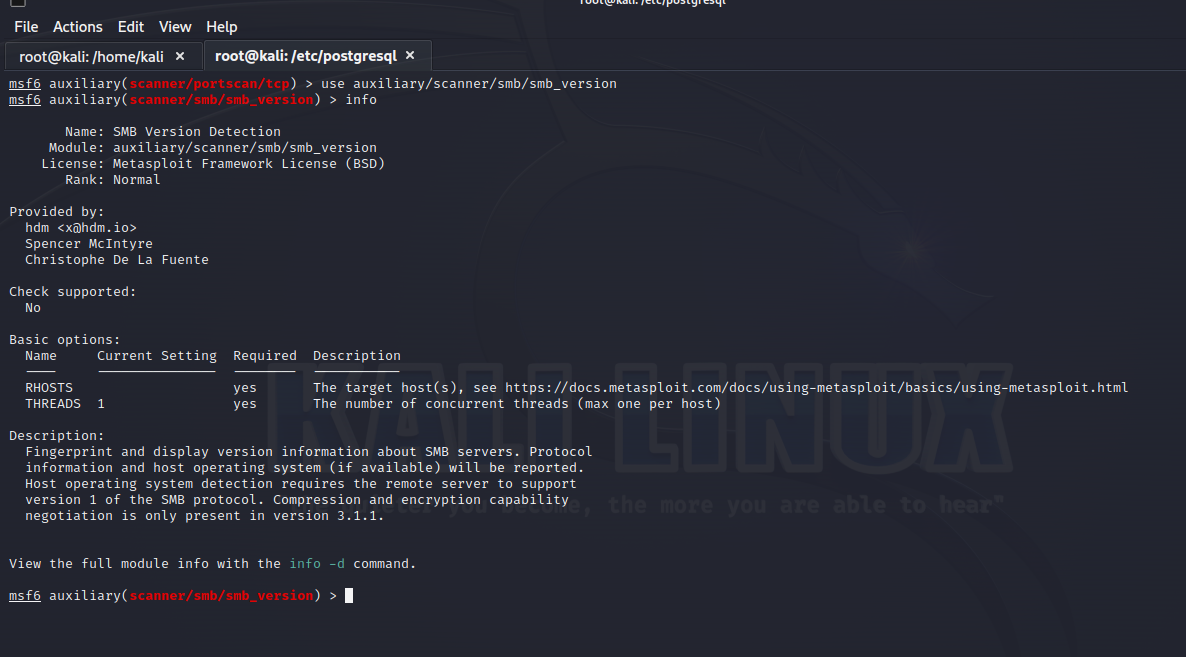 root@kali: /etc/postgresql
File Actions Edit View Help
root@kali: /home/kali × root@kali: /etc/postgresql ×
msf6 auxiliary(scanner/portscan/tcp) > use auxiliary/scanner/smb/smb_version
msf6 auxiliary(scanner/smb/smb_version) > info
Name: SMB Version Detection
Module: auxiliary/scanner/smb/smb_version
License: Metasploit Framework License (BSD)
Rank: Normal
Provided by:
hdm <x@hdm.io>
Spencer McIntyre
Christophe De La Fuente
Check supported:
No
Basic options:
Name Current Setting Required Description
RHOSTS yes The target host(s), see https://docs.metasploit.com/docs/using-metasploit/basics/using-metasploit.html
THREADS 1 yes The number of concurrent threads (max one per host)
KALI LINUX
Description:
Fingerprint and display version information about SMB servers. Protocol
information and host operating system (if available) will be reported.
Host operating system detection requires the remote server to support
version 1 of the SMB protocol. Compression and encryption capability
negotiation is only present in version 3.1.1.
you become, the more you are able to hear"
View the full module info with the info -d command.
msf6 auxiliary(scanner/smb/smb_version) >